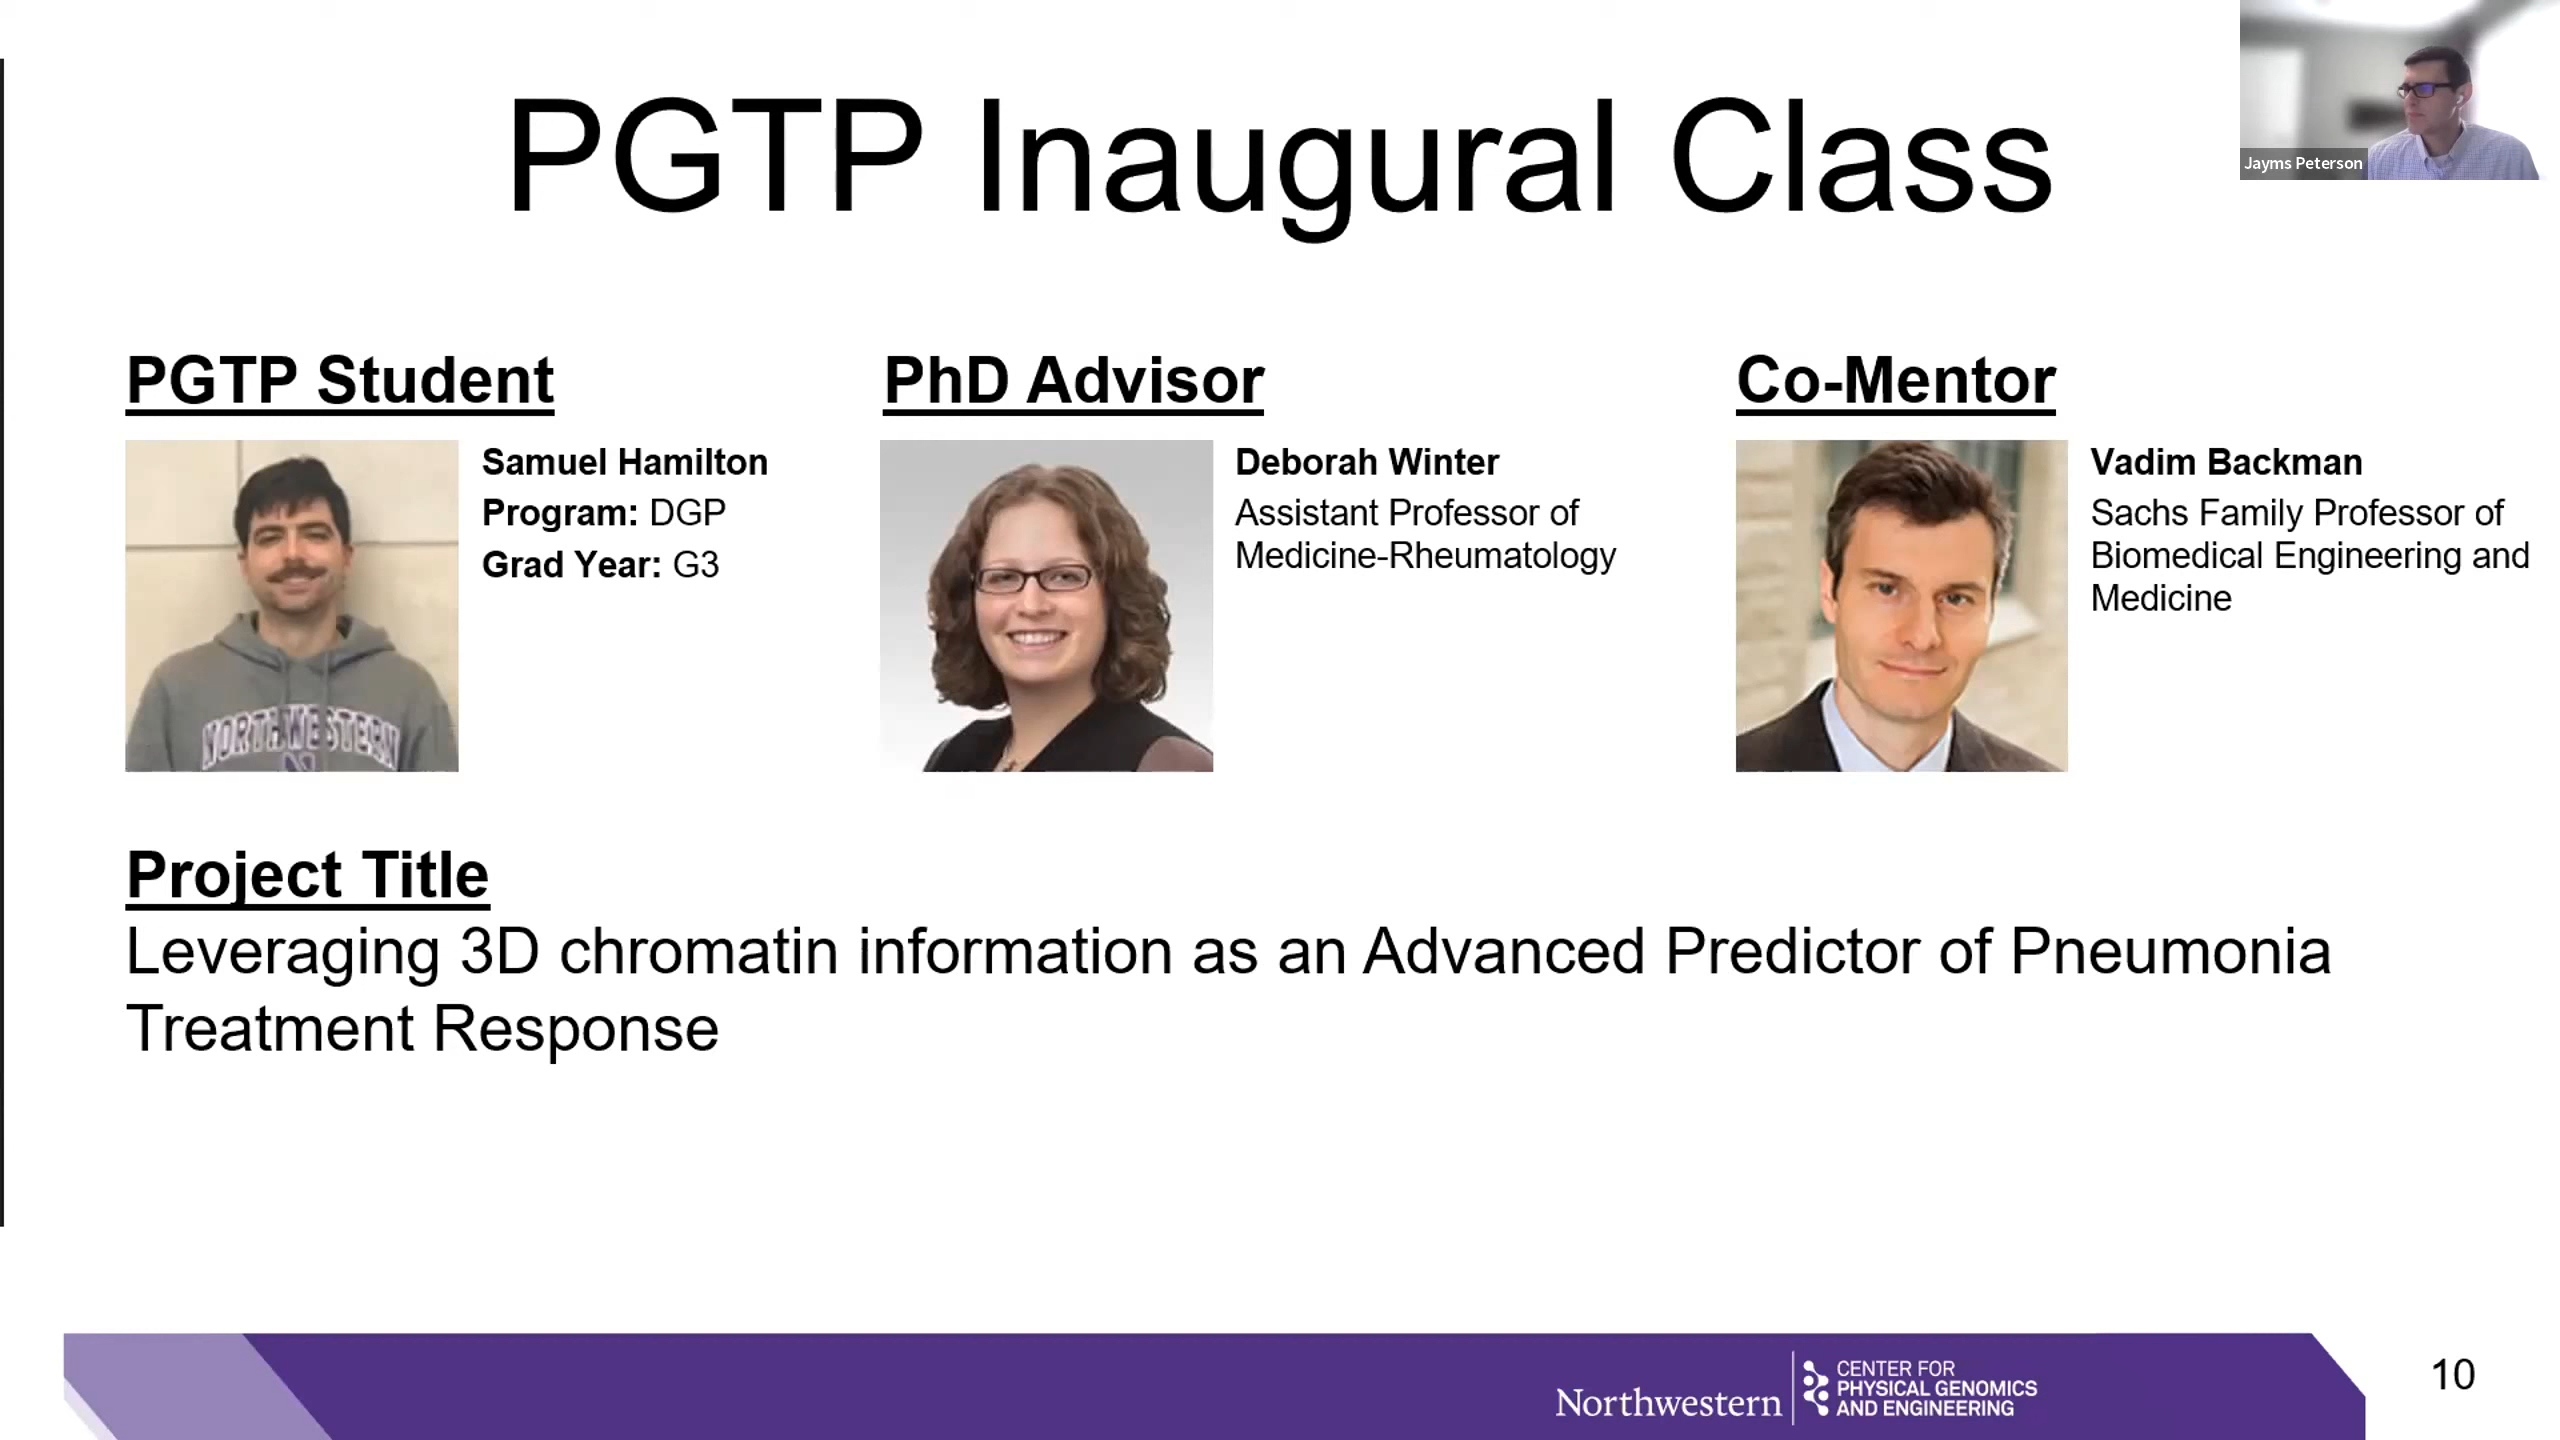 PGTP Inaugural Class
Jayms Peterson
PGTP Student
Samuel Hamilton
Program: DGP
Grad Year: G3
NORTHWESTERN
N
PhD Advisor
Deborah Winter
Assistant Professor of
Medicine-Rheumatology
Co-Mentor
Vadim Backman
Sachs Family Professor of
Biomedical Engineering and
Medicine
Project Title
Leveraging 3D chromatin information as an Advanced Predictor of Pneumonia
Treatment Response
Northwestern
CENTER FOR
PHYSICAL GENOMICS
AND ENGINEERING
10